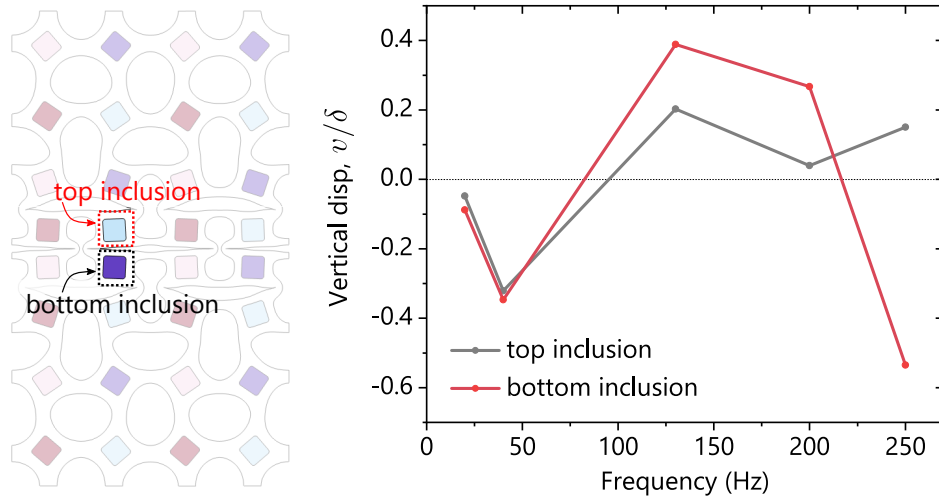 top inclusion
bottom inclusion
Vertical disp, v/δ
0.4
0.2
0.0
-0.2
-0.4
-0.6
top inclusion
bottom inclusion
0 50 100 150 200 250
Frequency (Hz)